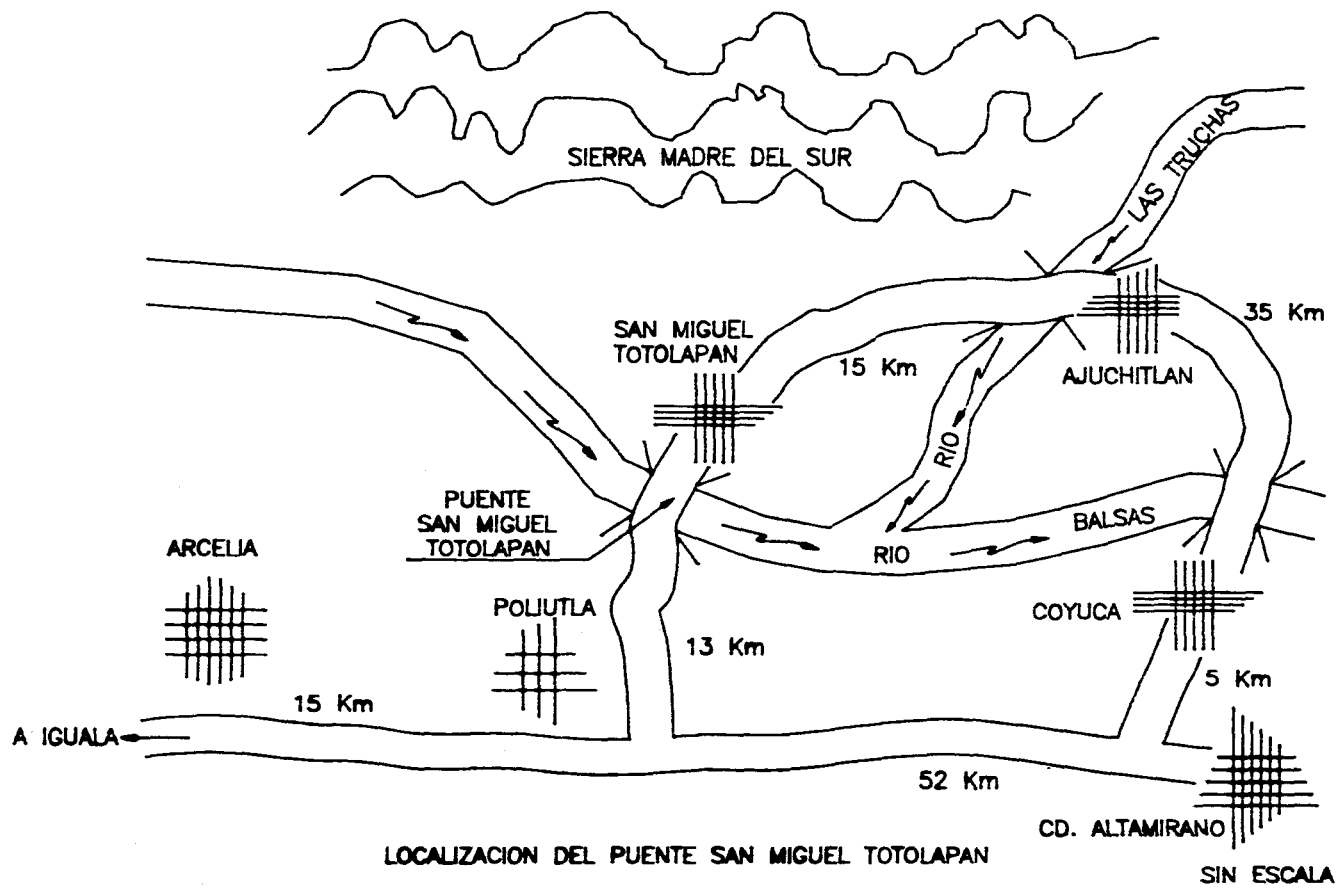 SIERRA MADRE DEL SUR
LAS TRUCHAS
35 Km
SAN MIGUEL
TOTOLAPAN
15 Km
AJUCHITLAN
RIO
PUENTE
SAN MIGUEL
TOTOLAPAN
BALSAS
RIO
ARCELIA
POLIUTLA
COYUCA
13 Km
5 Km
15 Km
A IGUALA
52 Km
CD. ALTAMIRANO
LOCALIZACION DEL PUENTE SAN MIGUEL TOTOLAPAN
SIN ESCALA